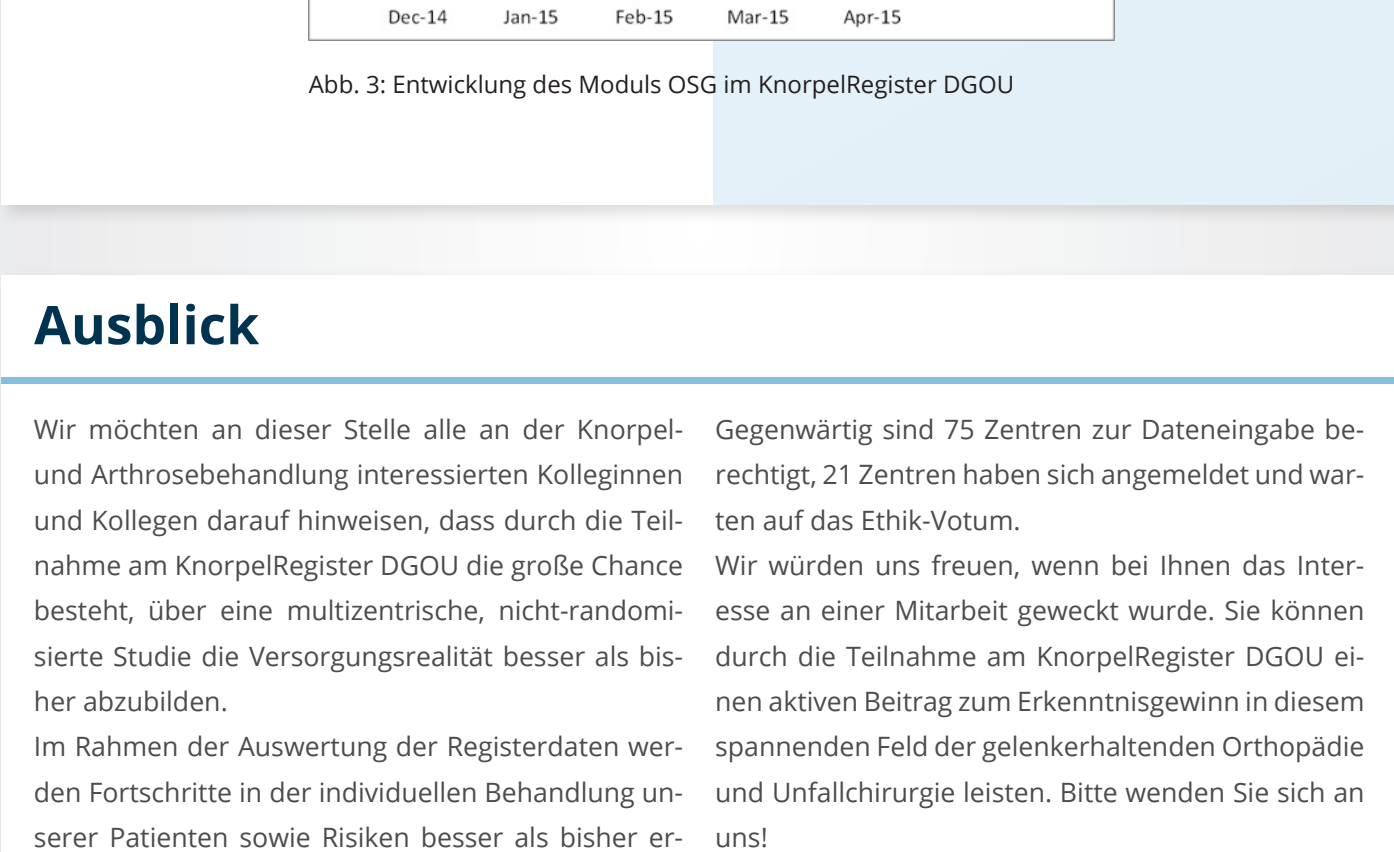 Dec-14 Jan-15 Feb-15 Mar-15 Apr-15
Abb. 3: Entwicklung des Moduls OSG im KnorpelRegister DGOU
Ausblick
Wir möchten an dieser Stelle alle an der Knorpel-
und Arthrosebehandlung interessierten Kolleginnen
und Kollegen darauf hinweisen, dass durch die Teil-
nahme am KnorpelRegister DGOU die große Chance
besteht, über eine multizentrische, nicht-randomi-
sierte Studie die Versorgungsrealität besser als bis-
her abzubilden.
Im Rahmen der Auswertung der Registerdaten wer-
den Fortschritte in der individuellen Behandlung un-
serer Patienten sowie Risiken besser als bisher er-
Gegenwärtig sind 75 Zentren zur Dateneingabe be-
rechtigt, 21 Zentren haben sich angemeldet und war-
ten auf das Ethik-Votum.
Wir würden uns freuen, wenn bei Ihnen das Inter-
esse an einer Mitarbeit geweckt wurde. Sie können
durch die Teilnahme am KnorpelRegister DGOU ei-
nen aktiven Beitrag zum Erkenntnisgewinn in diesem
spannenden Feld der gelenkerhaltenden Orthopädie
und Unfallchirurgie leisten. Bitte wenden Sie sich an
uns!